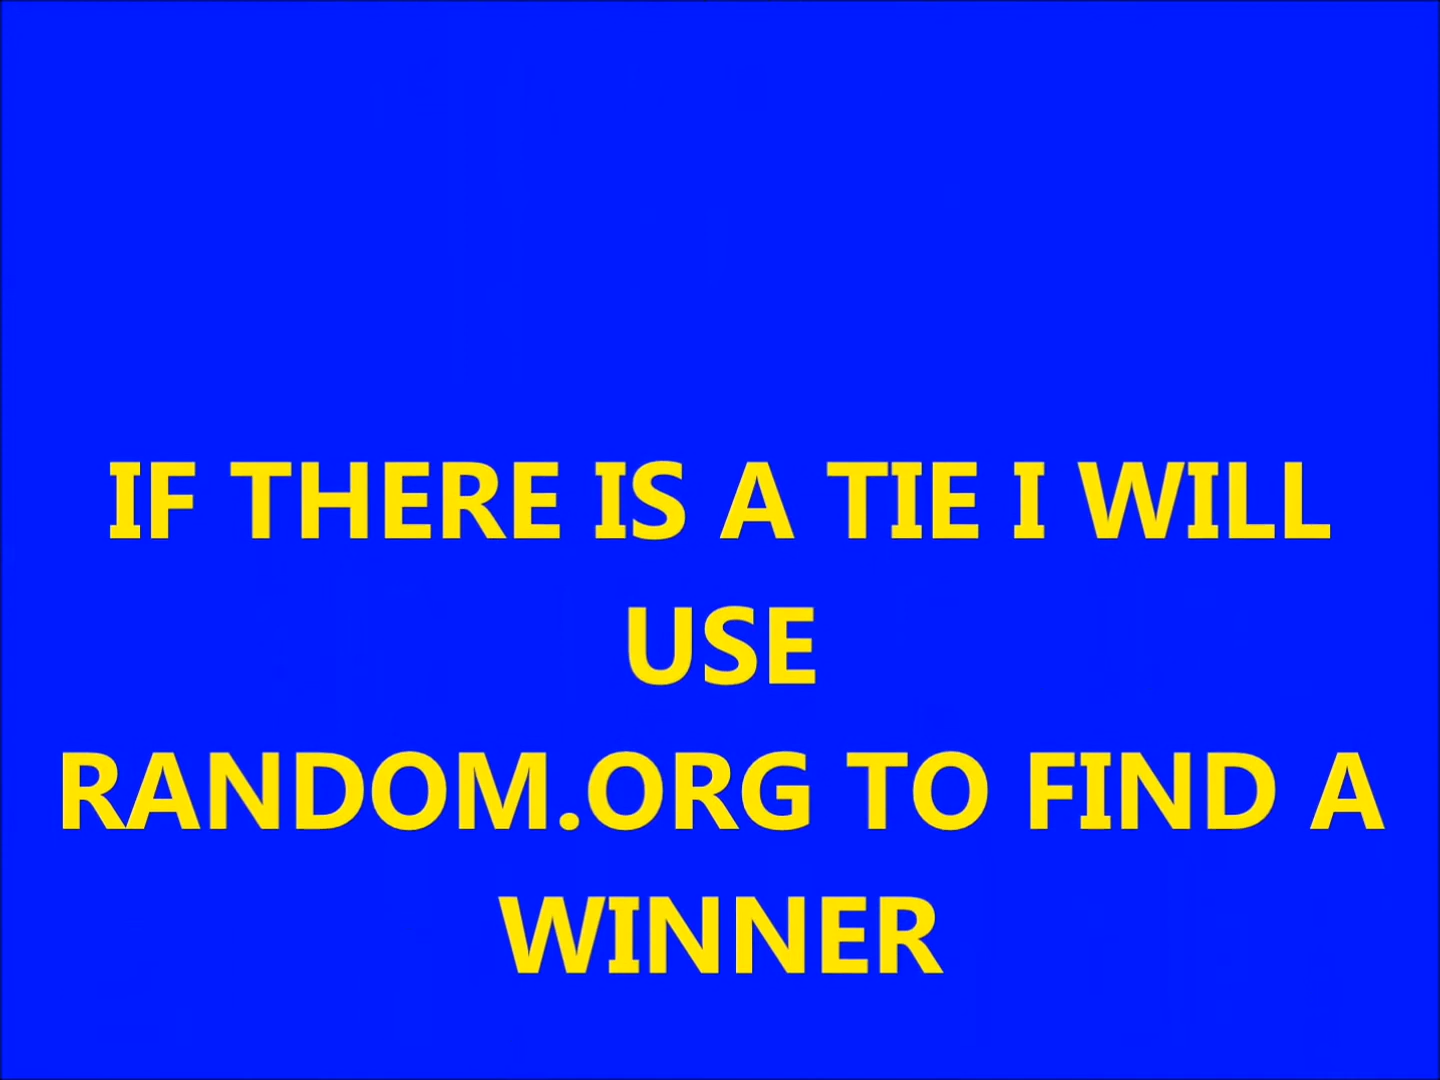 IF THERE IS A TIE I WILL
USE
RANDOM.ORG TO FIND A
WINNER